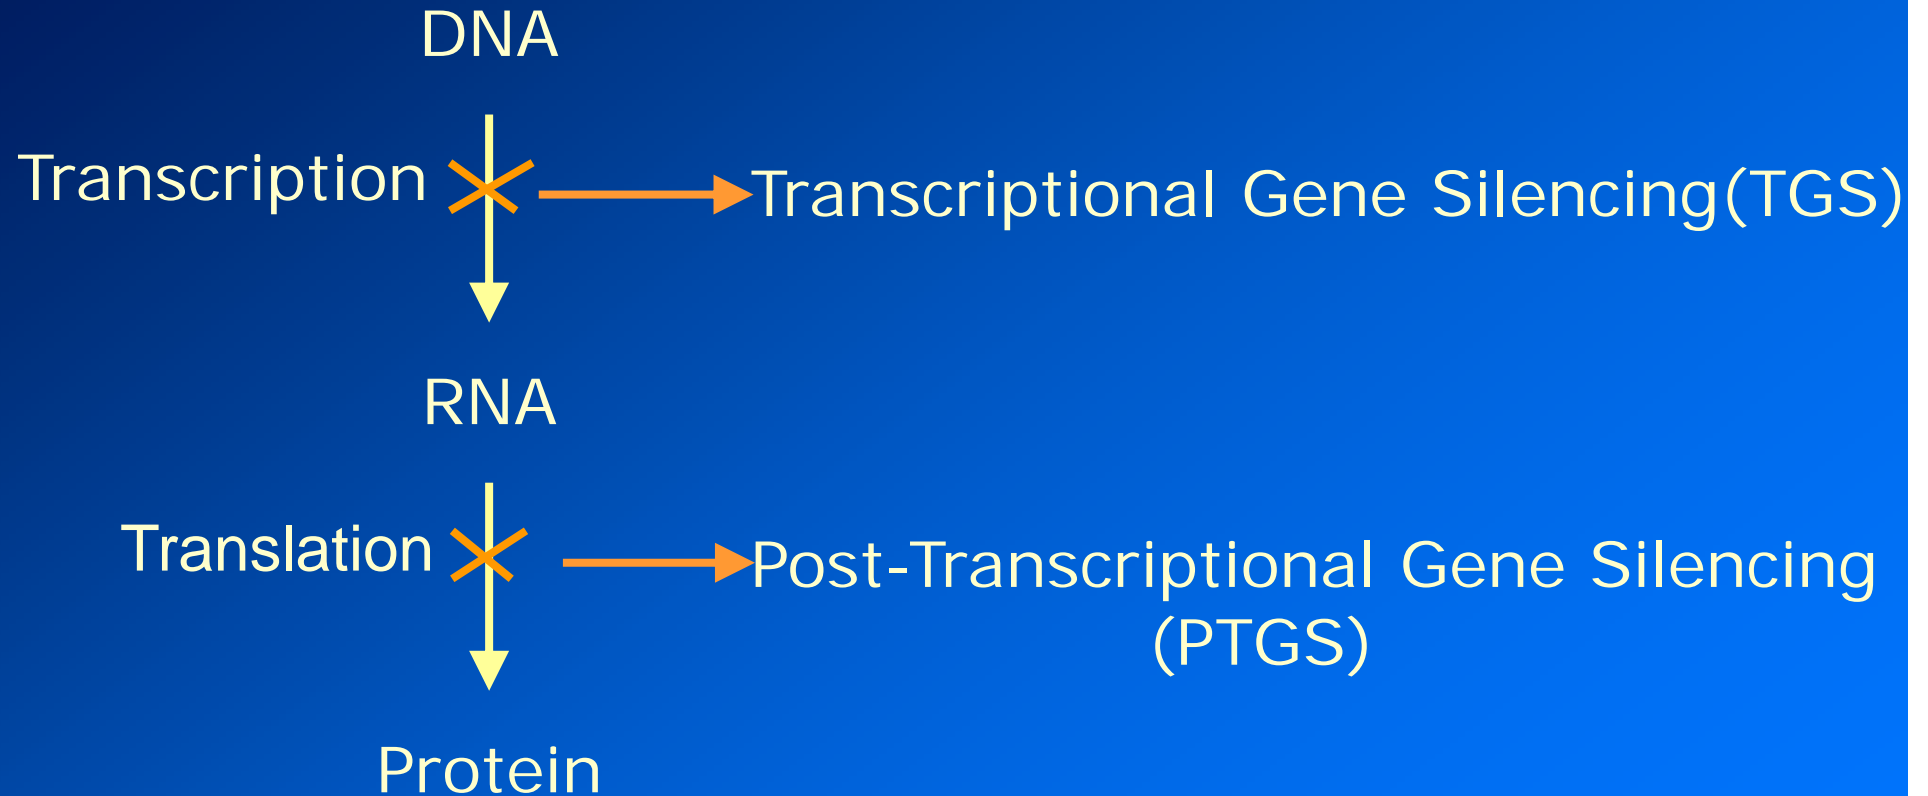 DNA
Transcription
Transcriptional Gene Silencing(TGS)
RNA
Translation
Post-Transcriptional Gene Silencing
(PTGS)
Protein